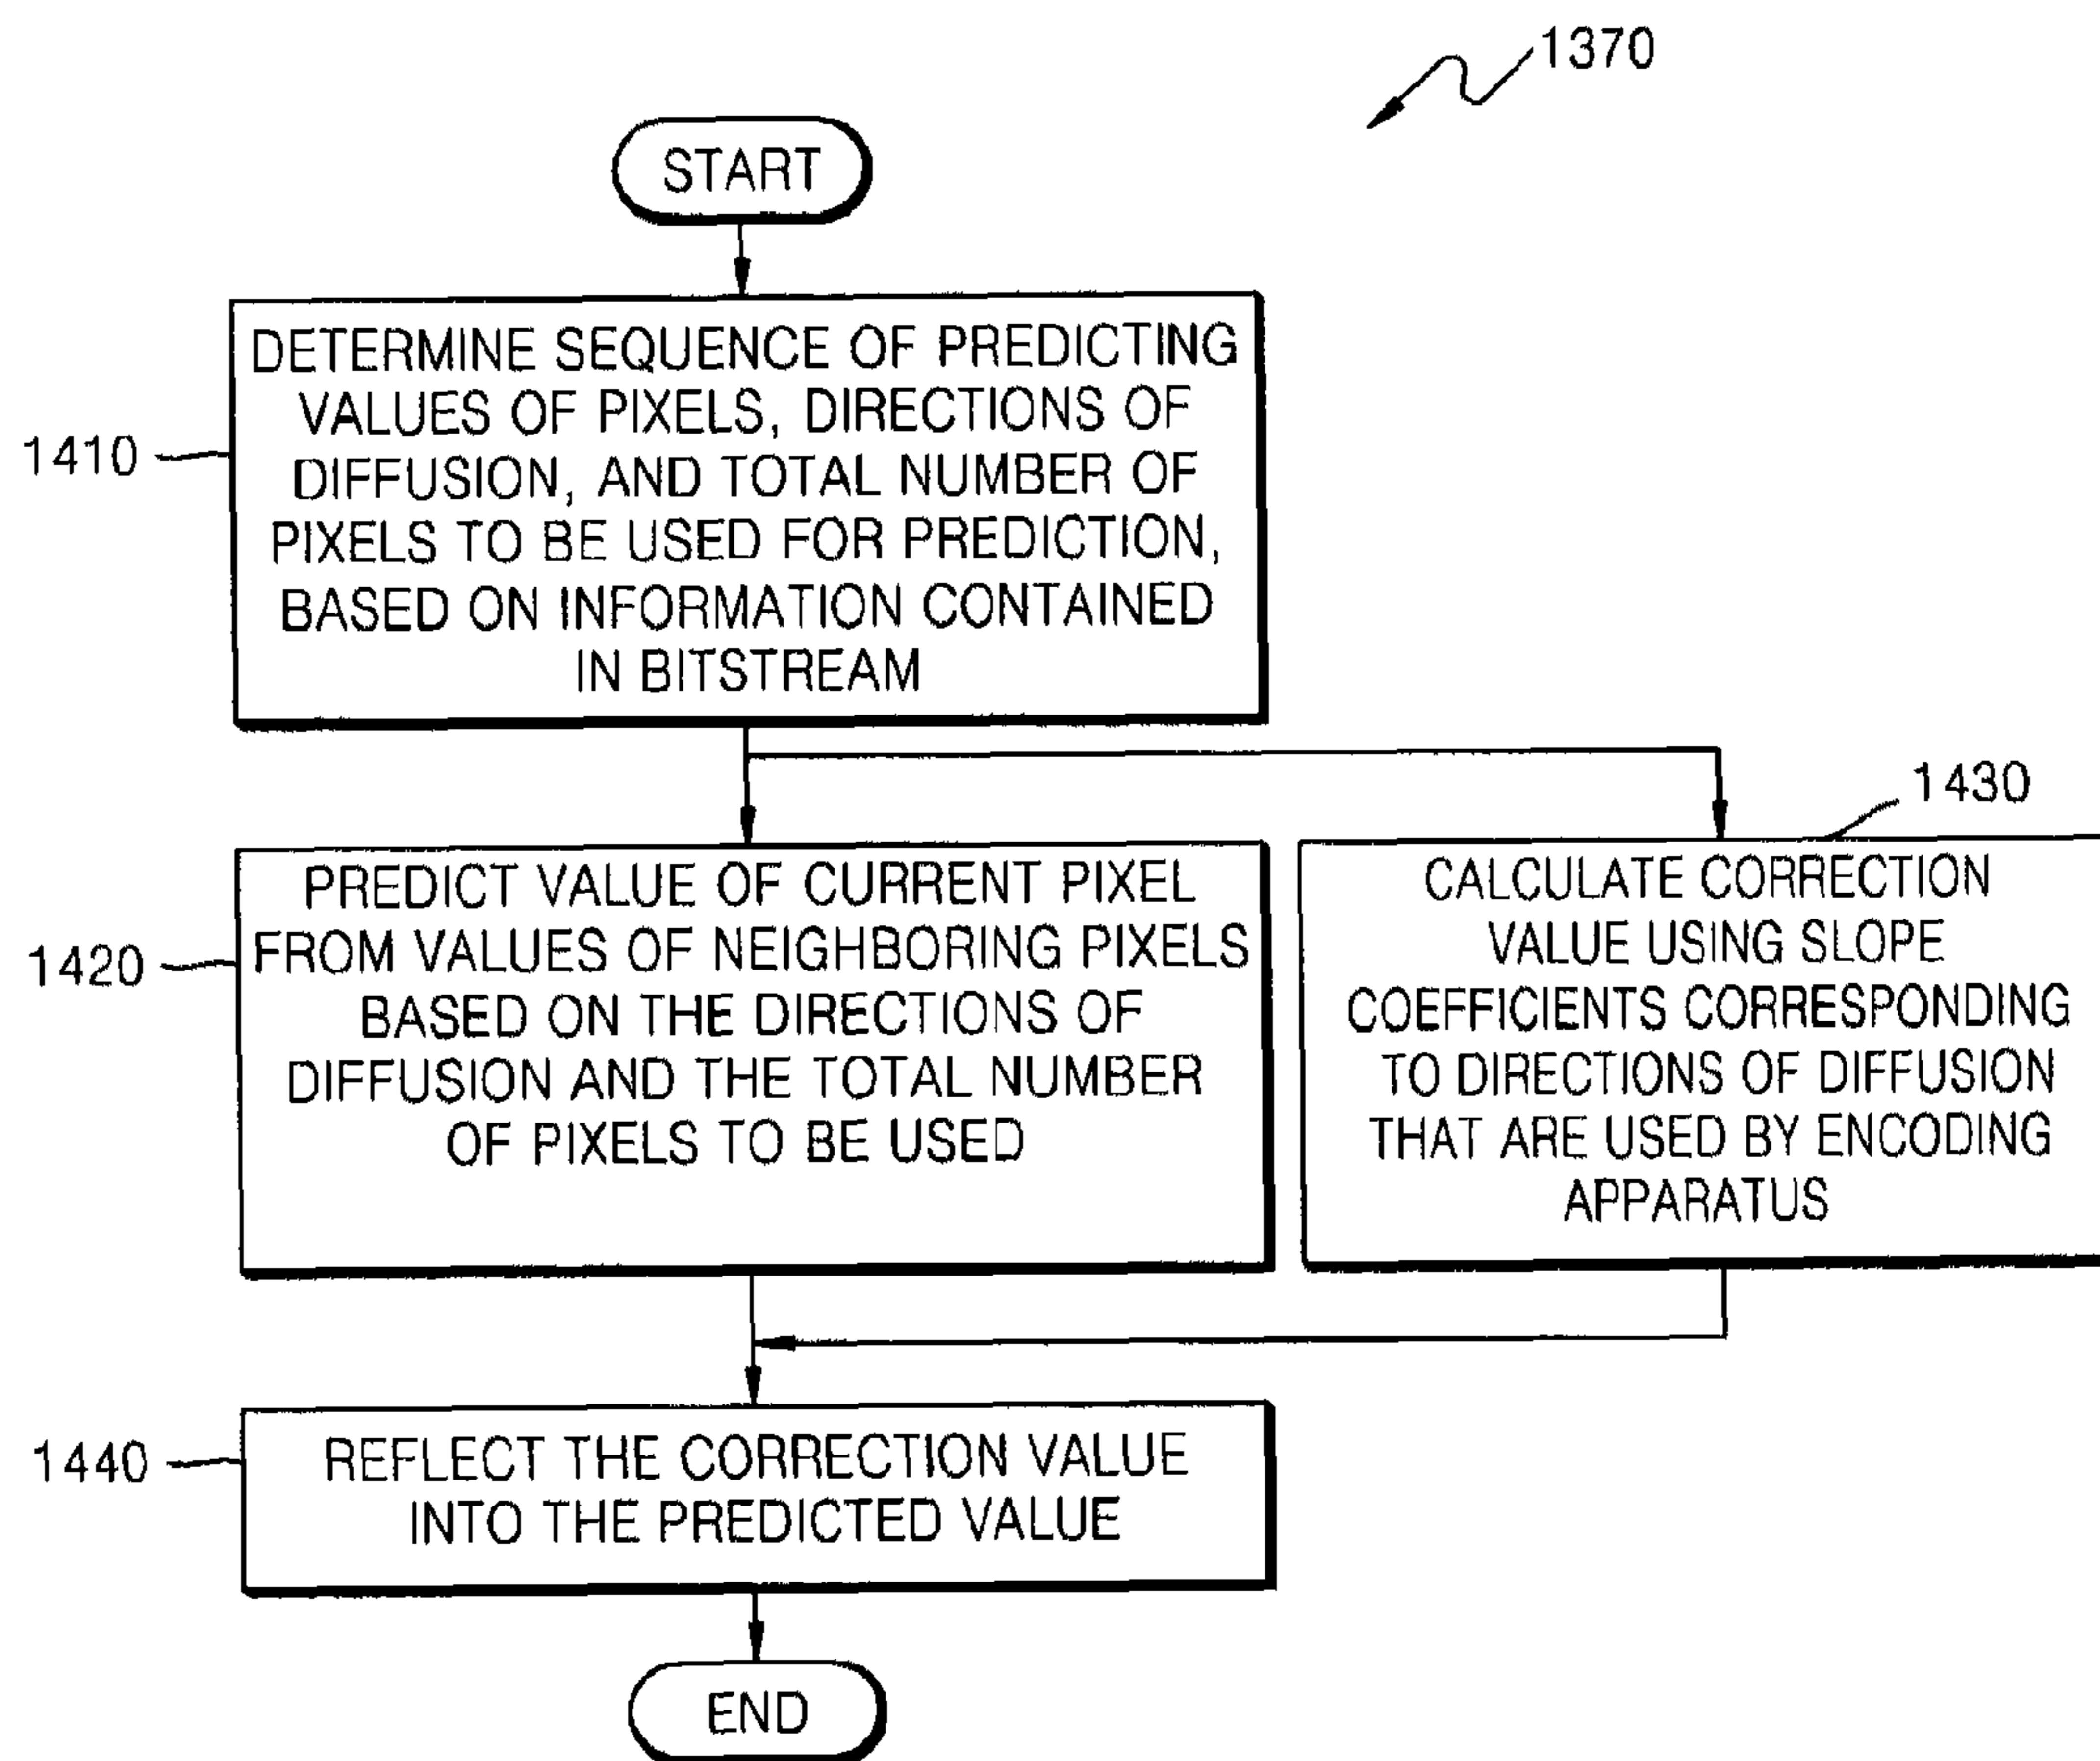 1370
START
1410
DETERMINE SEQUENCE OF PREDICTING
VALUES OF PIXELS, DIRECTIONS OF
DIFFUSION, AND TOTAL NUMBER OF
PIXELS TO BE USED FOR PREDICTION,
BASED ON INFORMATION CONTAINED
IN BITSTREAM
1420
PREDICT VALUE OF CURRENT PIXEL
FROM VALUES OF NEIGHBORING PIXELS
BASED ON THE DIRECTIONS OF
DIFFUSION AND THE TOTAL NUMBER
OF PIXELS TO BE USED
1430
CALCULATE CORRECTION
VALUE USING SLOPE
COEFFICIENTS CORRESPONDING
TO DIRECTIONS OF DIFFUSION
THAT ARE USED BY ENCODING
APPARATUS
1440
REFLECT THE CORRECTION VALUE
INTO THE PREDICTED VALUE
END